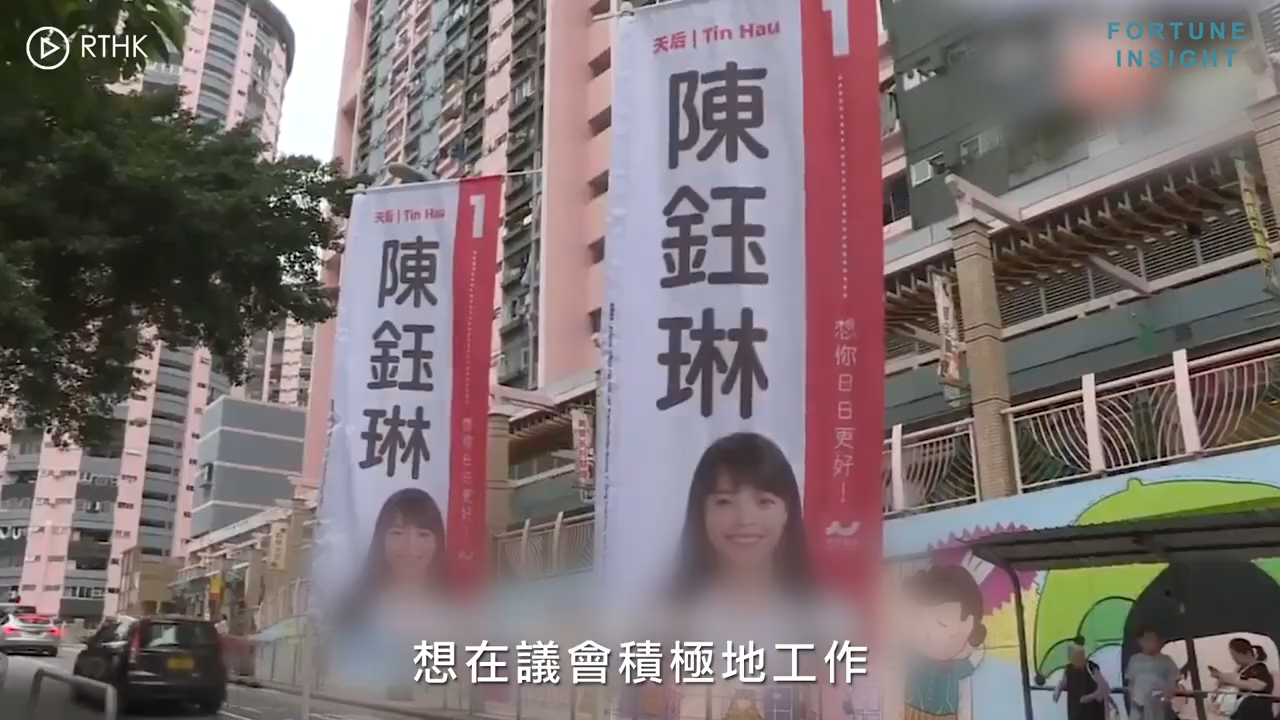 RTHK
FORTUNE
INSIGHT
天后 | Tin Hau
1
陳鈺琳
想你日日更好！
天后 | Tin Hau
1
陳鈺琳
想在議會積極地工作